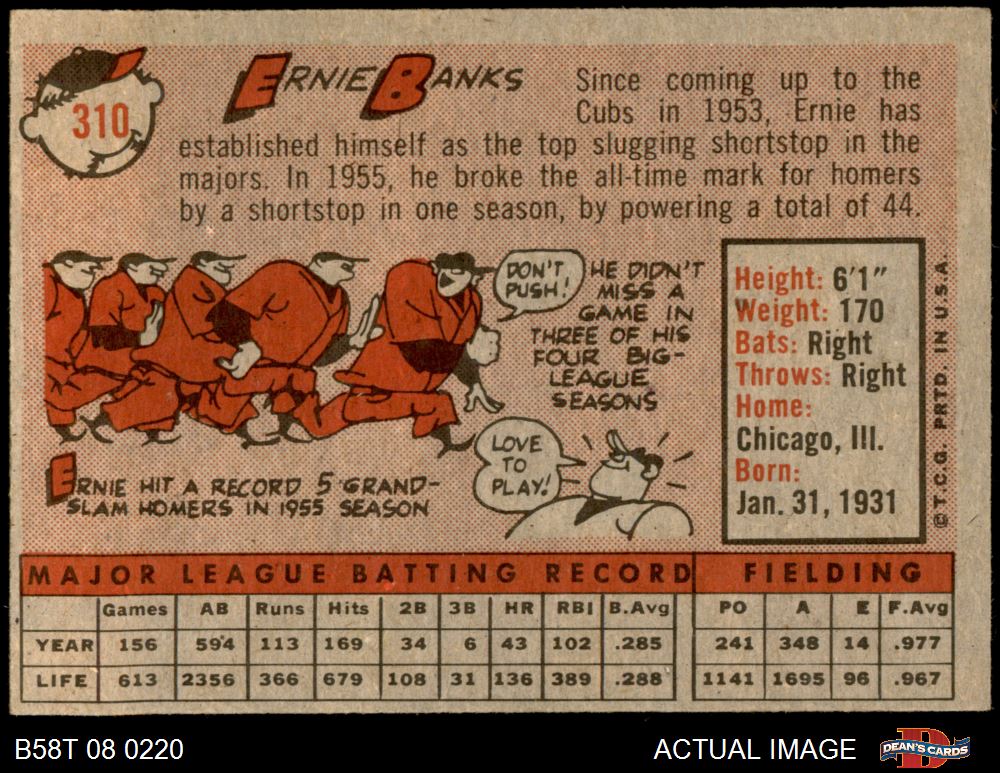 310
ERNIE BANKS
Since coming up to the
Cubs in 1953, Ernie has
established himself as the top slugging shortstop in the
majors. In 1955, he broke the all-time mark for homers
by a shortstop in one season, by powering a total of 44.
DON'T
PUSH!
HE DIDN'T
MISS A
GAME IN
THREE OF HIS
FOUR BIG-
LEAGUE
SEASONS
LOVE
TO
PLAY!
ERNIE HIT A RECORD 5 GRAND-
SLAM HOMERS IN 1955 SEASON
Height: 6'1"
Weight: 170
Bats: Right
Throws: Right
Home:
Chicago, Ill.
Born:
Jan. 31, 1931
© T.C.G. PRTD. IN U.S.A.
MAJOR LEAGUE BATTING RECORD FIELDING
Games AB Runs Hits 2B 3B HR RBI B.Avg PO A E F.Avg
YEAR 156 594 113 169 34 6 43 102 .285 241 348 14 .977
LIFE 613 2356 366 679 108 31 136 389 .288 1141 1695 96 .967
B58T 08 0220 ACTUAL IMAGE DEAN'S CARDS